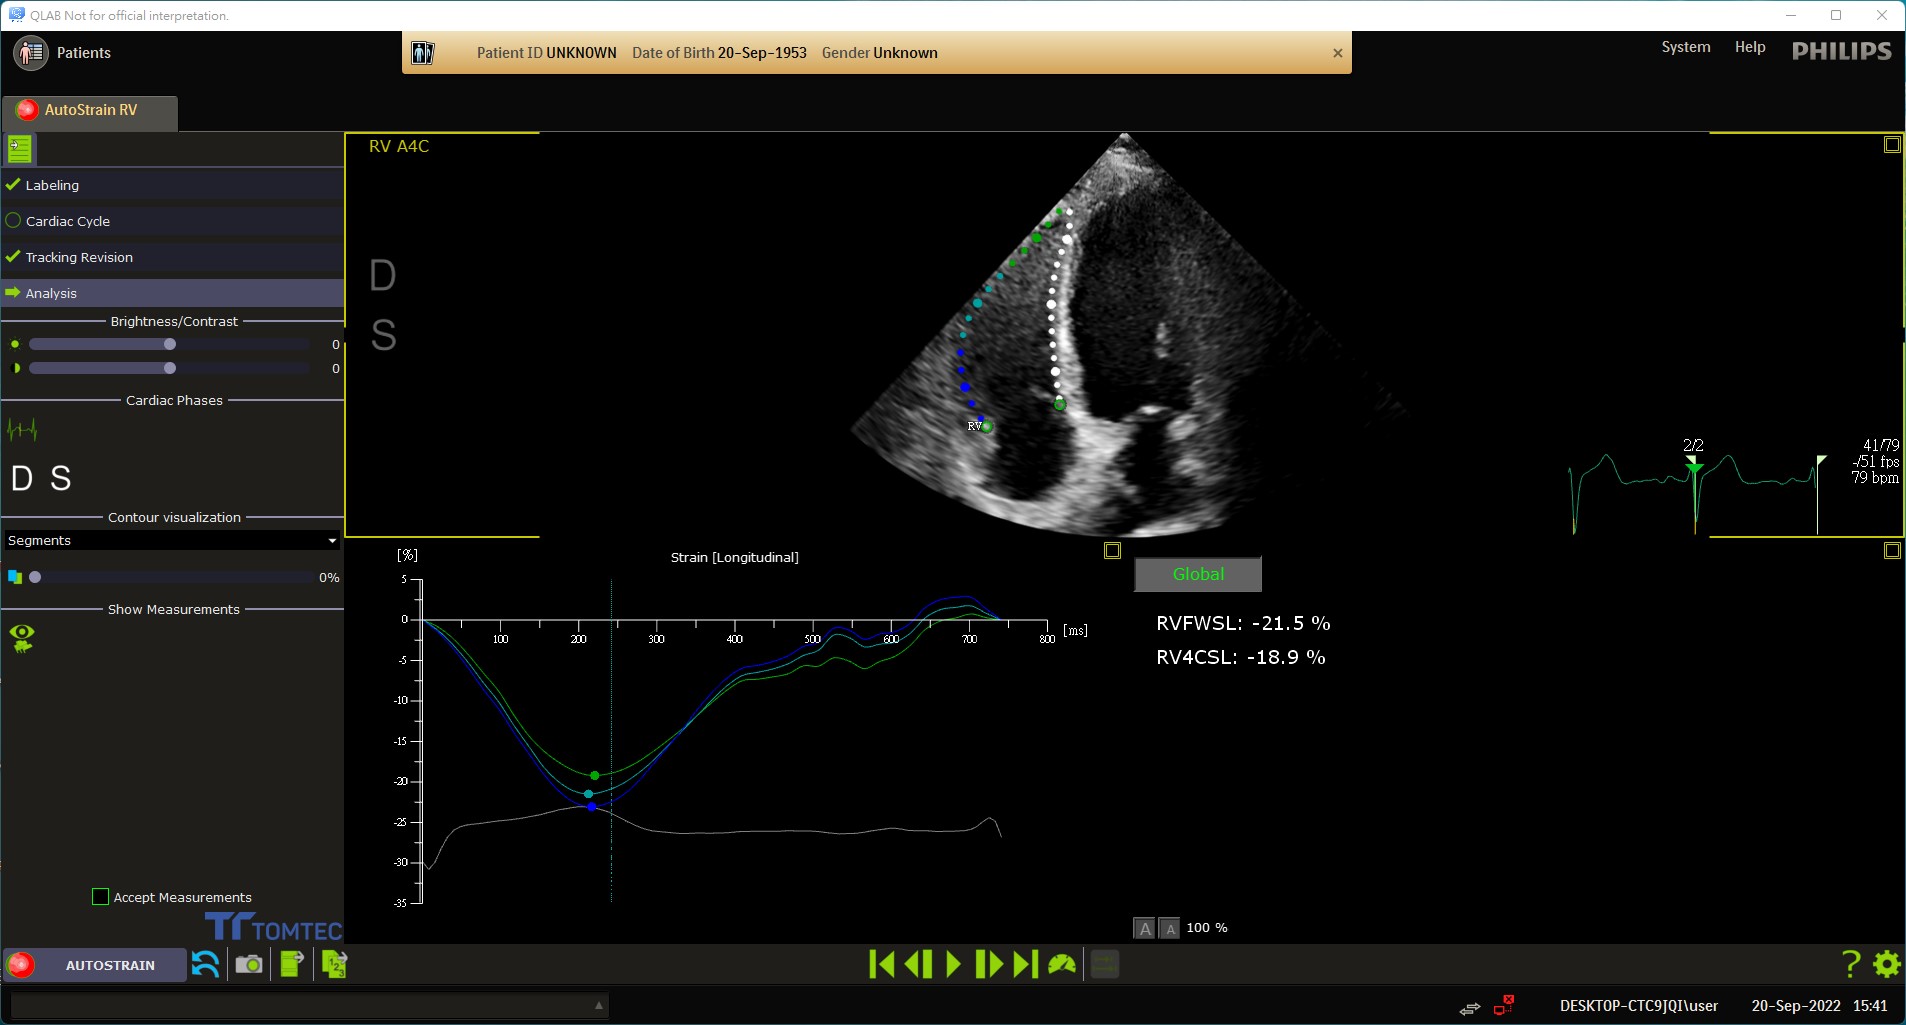 QLAB Not for official interpretation.
Patients
Patient ID UNKNOWN Date of Birth 20-Sep-1953 Gender Unknown
System Help PHILIPS
AutoStrain RV
Labeling
Cardiac Cycle
Tracking Revision
Analysis
Brightness/Contrast
0
0
Cardiac Phases
D S
Contour visualization
Segments
0%
Show Measurements
Accept Measurements
TOMTEC
RV A4C
D
S
RV
2/2
41/79
-/51 fps
79 bpm
[%]
Strain [Longitudinal]
5
0
-5
-10
-15
-20
-25
-30
-35
100 200 300 400 500 600 700 800 [ms]
Global
RVFWSL: -21.5 %
RV4CSL: -18.9 %
A A 100 %
AUTOSTRAIN
1 2 3
?
DESKTOP-CTC9JQI\user 20-Sep-2022 15:41